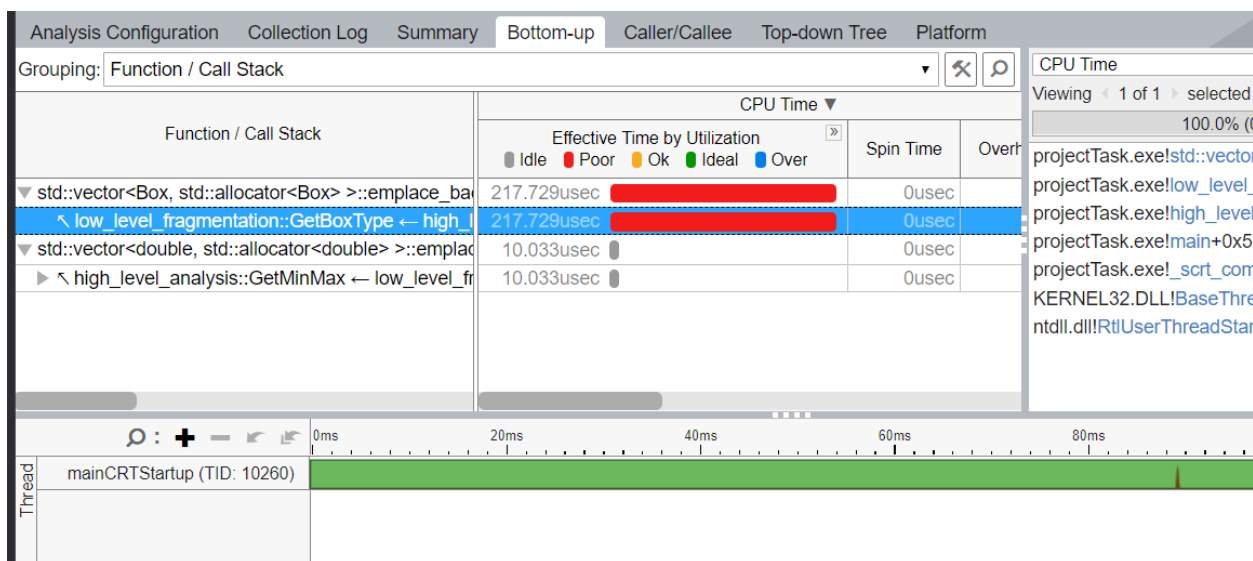 Analysis Configuration Collection Log Summary Bottom-up Caller/Callee Top-down Tree Platform
Grouping: Function / Call Stack
Function / Call Stack
CPU Time
Effective Time by Utilization
Idle Poor Ok Ideal Over
Spin Time
Overh
std::vector<Box, std::allocator<Box> >::emplace_bac 217.729usec 0usec
low_level_fragmentation::GetBoxType ← high_l 217.729usec 0usec
std::vector<double, std::allocator<double> >::emplac 10.033usec 0usec
high_level_analysis::GetMinMax ← low_level_fr 10.033usec 0usec
CPU Time
Viewing 1 of 1 selected
100.0% (0
projectTask.exe!std::vector
projectTask.exe!low_level_
projectTask.exe!high_level
projectTask.exe!main+0x5
projectTask.exe!_scrt_com
KERNEL32.DLL!BaseThre
ntdll.dll!RtlUserThreadStar
0ms 20ms 40ms 60ms 80ms
Thread
mainCRTStartup (TID: 10260)